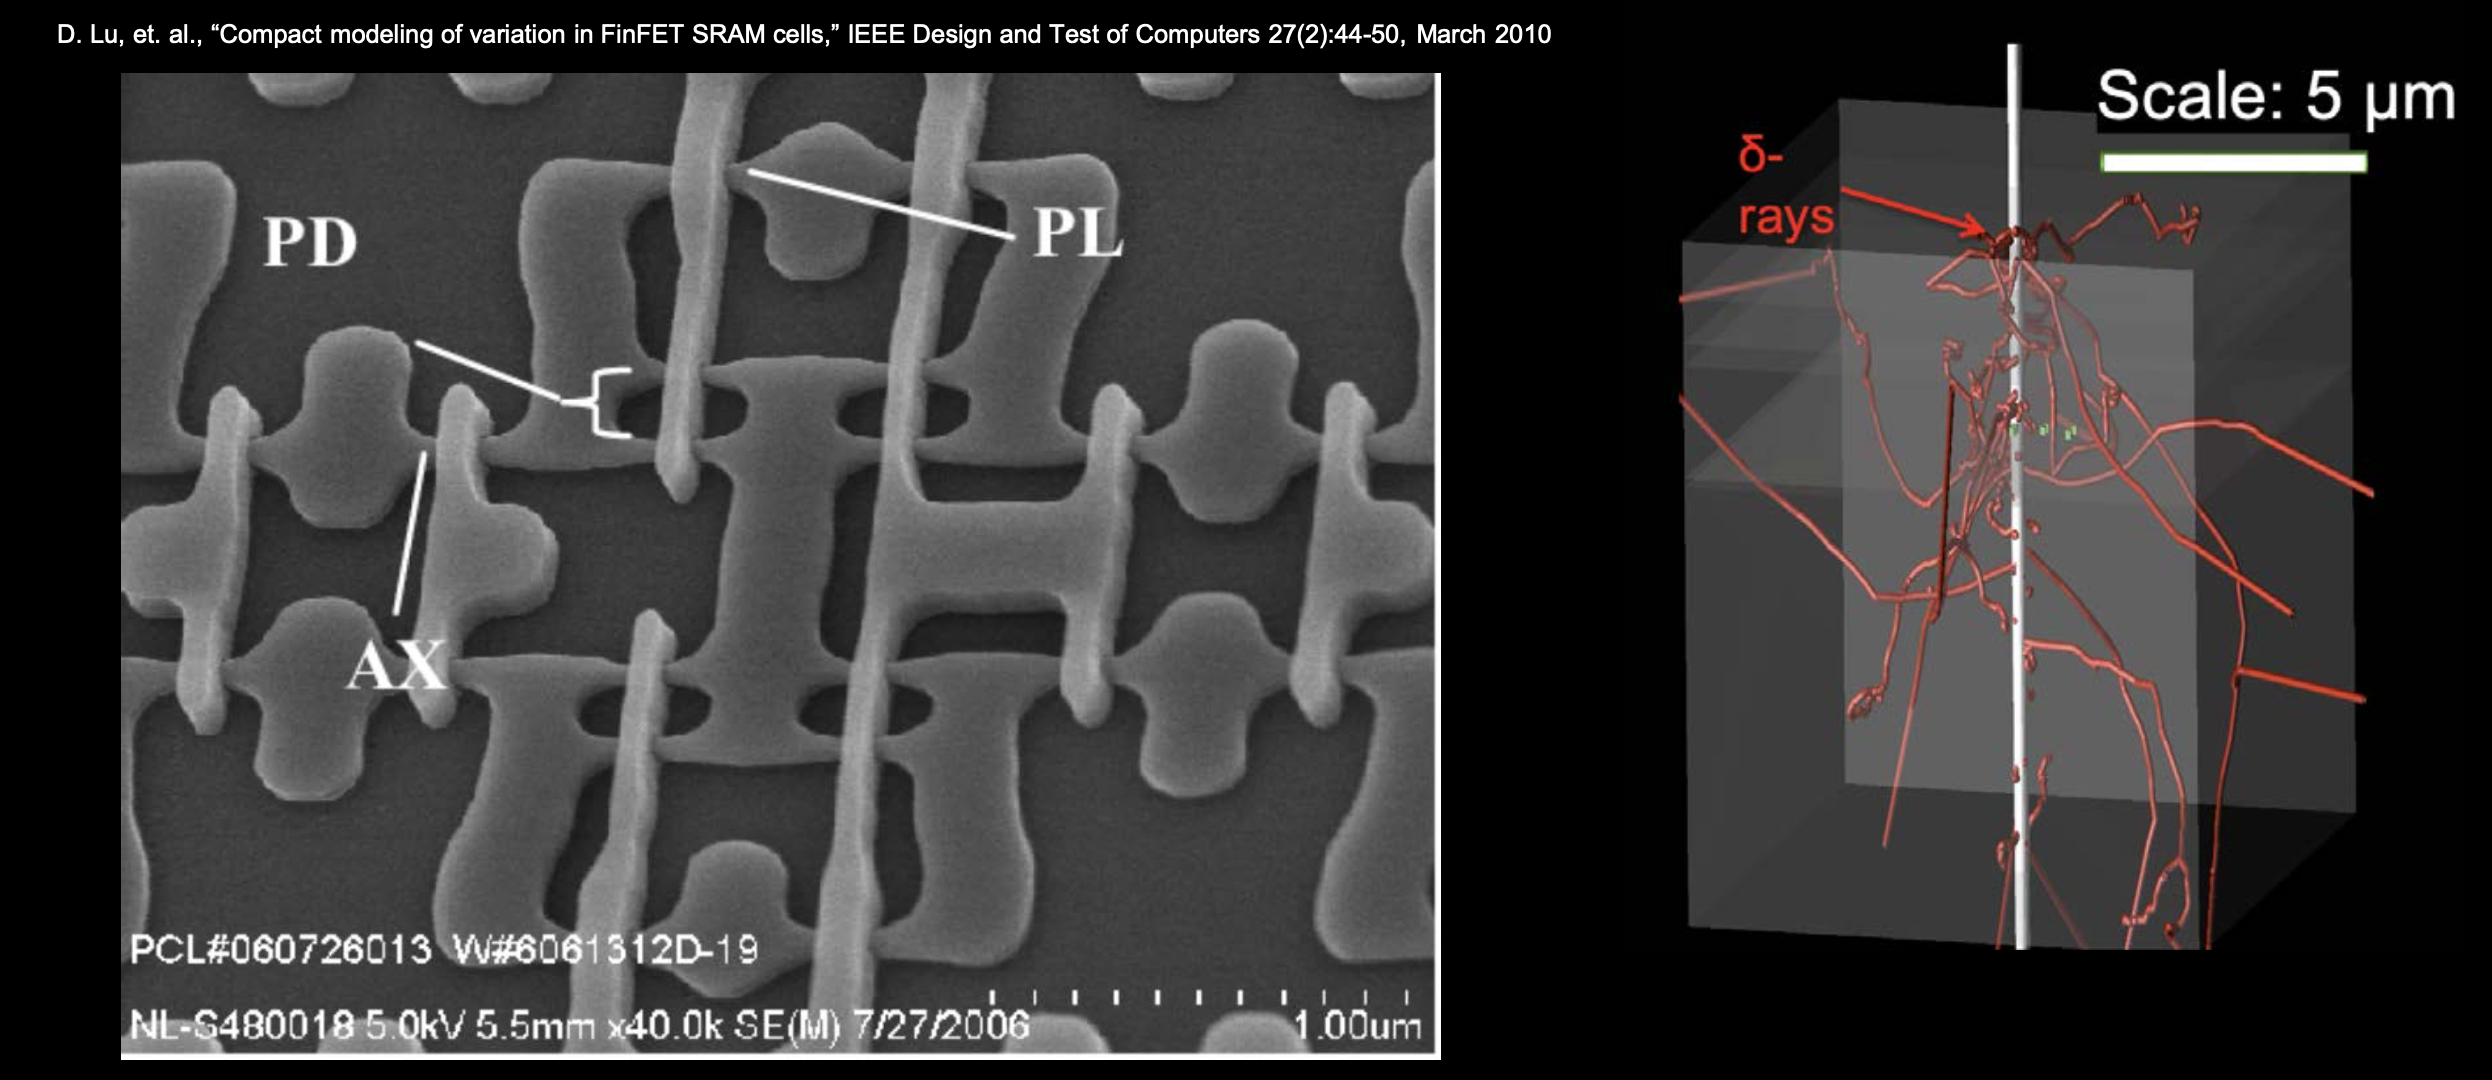 D. Lu, et. al., “Compact modeling of variation in FinFET SRAM cells,” IEEE Design and Test of Computers 27(2):44-50, March 2010
PD
PL
AX
PCL#060726013 W#6061312D-19
NL-S480018 5.0kV 5.5mm x40.0k SE(M) 7/27/2006 1.00um
Scale: 5 μm
δ-
rays